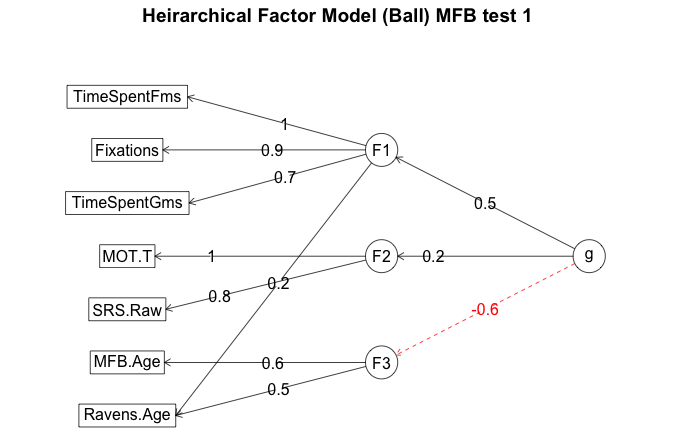 Heirarchical Factor Model (Ball) MFB test 1
TimeSpentFms
1
Fixations
0.9
F1
TimeSpentGms
0.7
0.5
MOT.T
1
F2
0.2
g
SRS.Raw
0.8
0.2
-0.6
MFB.Age
0.6
F3
Ravens.Age
0.5